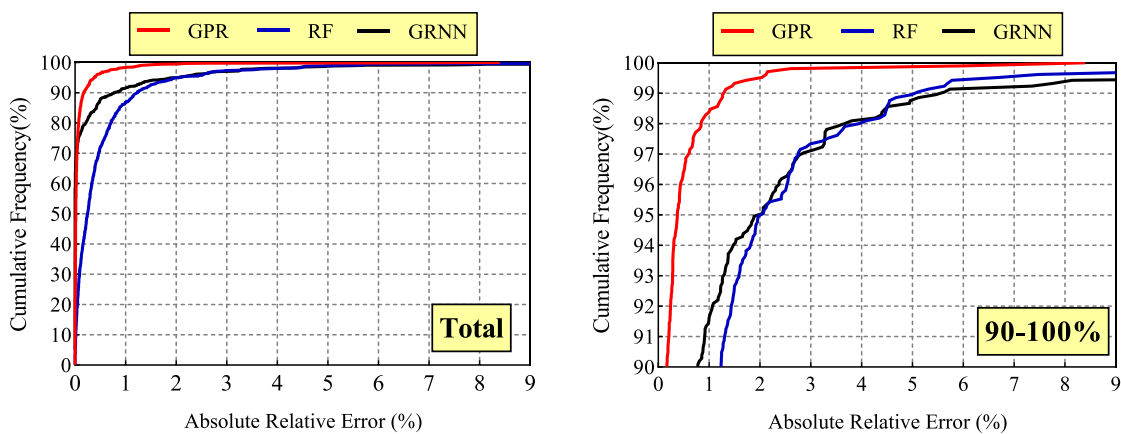 GPR RF GRNN
Cumulative Frequency(%)
100
90
80
70
60
50
40
30
20
10
0
Total
0 1 2 3 4 5 6 7 8 9
Absolute Relative Error (%)
GPR RF GRNN
Cumulative Frequency(%)
100
99
98
97
96
95
94
93
92
91
90
90-100%
0 1 2 3 4 5 6 7 8 9
Absolute Relative Error (%)